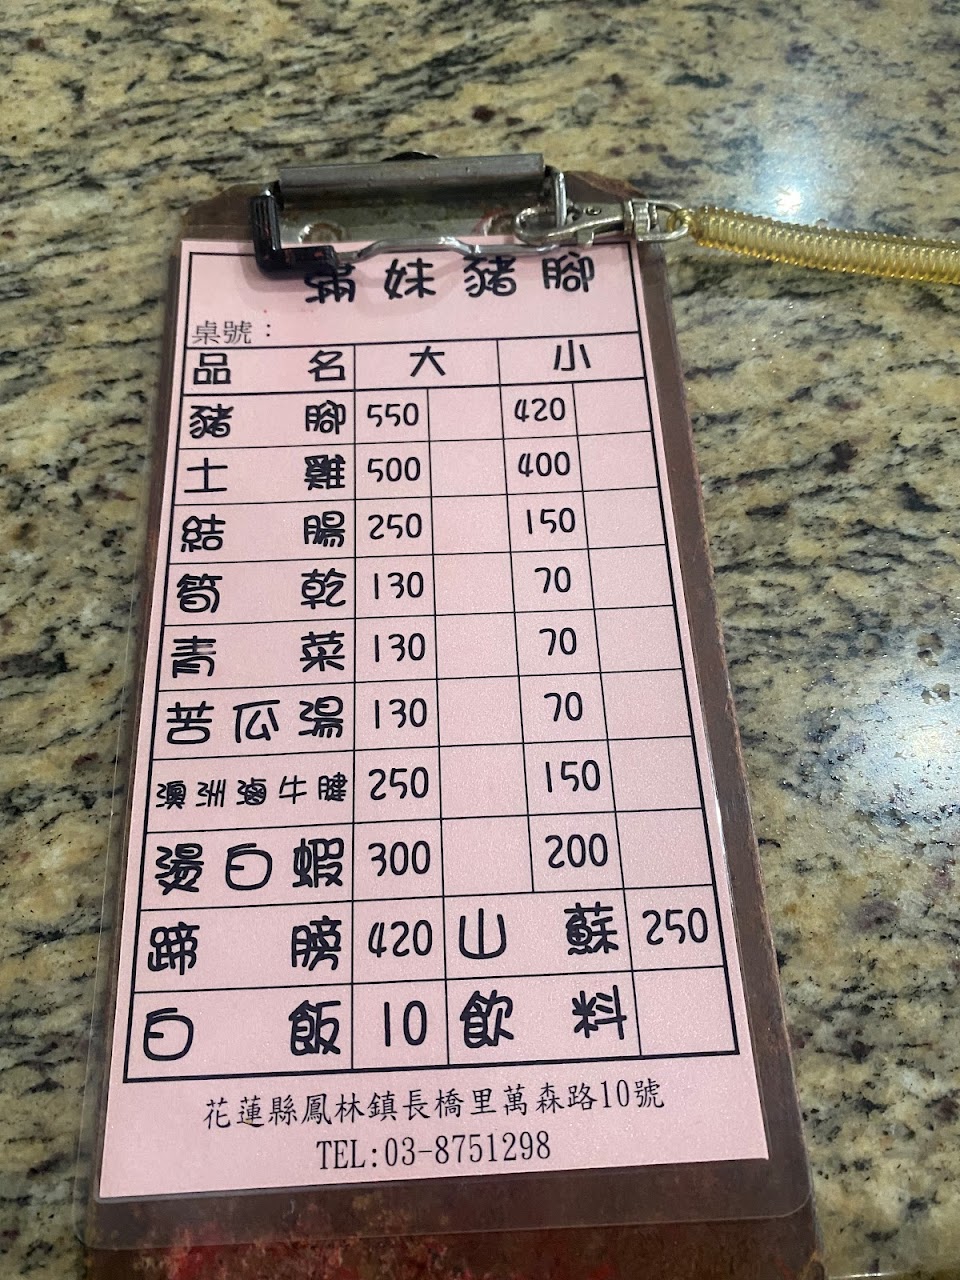 滿妹豬腳
桌號：
品名 大 小
豬腳 550 420
土雞 500 400
結腸 250 150
筍乾 130 70
青菜 130 70
苦瓜湯 130 70
澳洲滷牛腱 250 150
燙白蝦 300 200
蹄膀 420 山蘇 250
白飯 10 飲料
花蓮縣鳳林鎮長橋里萬森路10號
TEL:03-8751298